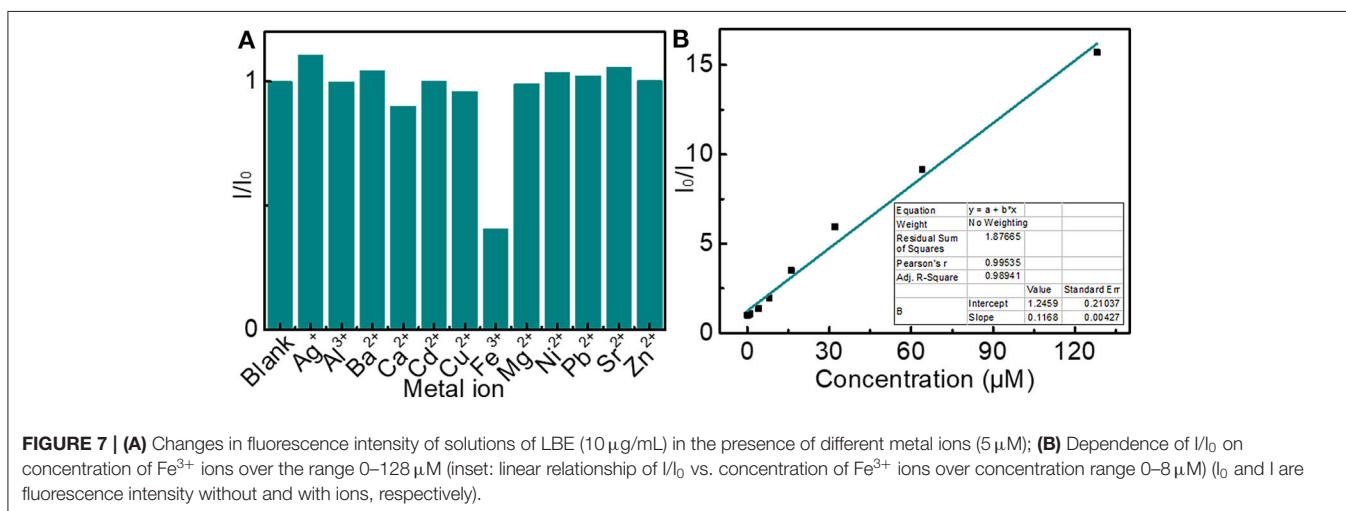 A
1
0
I/I₀
Blank
Ag⁺
Al³⁺
Ba²⁺
Ca²⁺
Cd²⁺
Cu²⁺
Fe³⁺
Mg²⁺
Ni²⁺
Pb²⁺
Sr²⁺
Zn²⁺
Metal ion
B
15
10
5
0
I₀/I
Equation y = a + b*x
Weight No Weighting
Residual Sum of Squares 1.87665
Pearson's r 0.99535
Adj. R-Square 0.98941
Value Standard Err
B Intercept 1.2459 0.21037
Slope 0.1168 0.00427
0 30 60 90 120
Concentration (μM)
FIGURE 7 | (A) Changes in fluorescence intensity of solutions of LBE (10 μg/mL) in the presence of different metal ions (5 μM); (B) Dependence of I/I₀ on
concentration of Fe³⁺ ions over the range 0–128 μM (inset: linear relationship of I/I₀ vs. concentration of Fe³⁺ ions over concentration range 0–8 μM) (I₀ and I are
fluorescence intensity without and with ions, respectively).